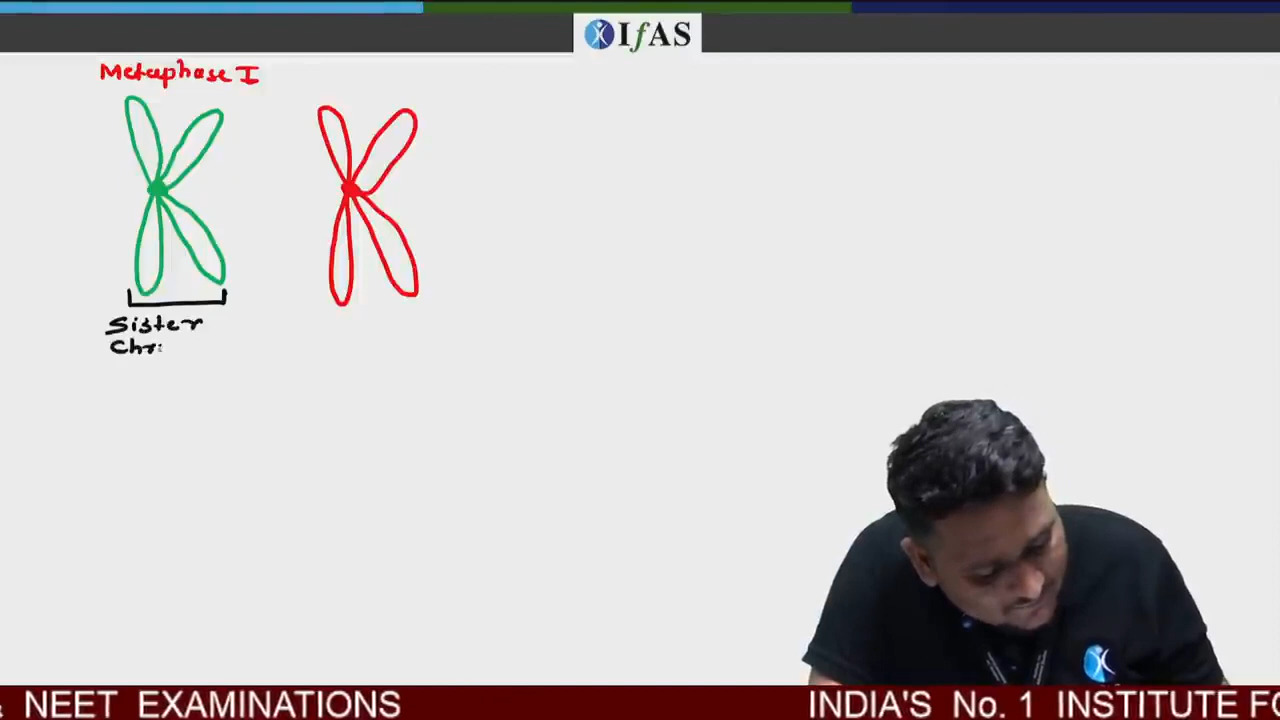 IfAS
Metaphase I
Sister
Chr
NEET EXAMINATIONS
INDIA'S No. 1 INSTITUTE FO